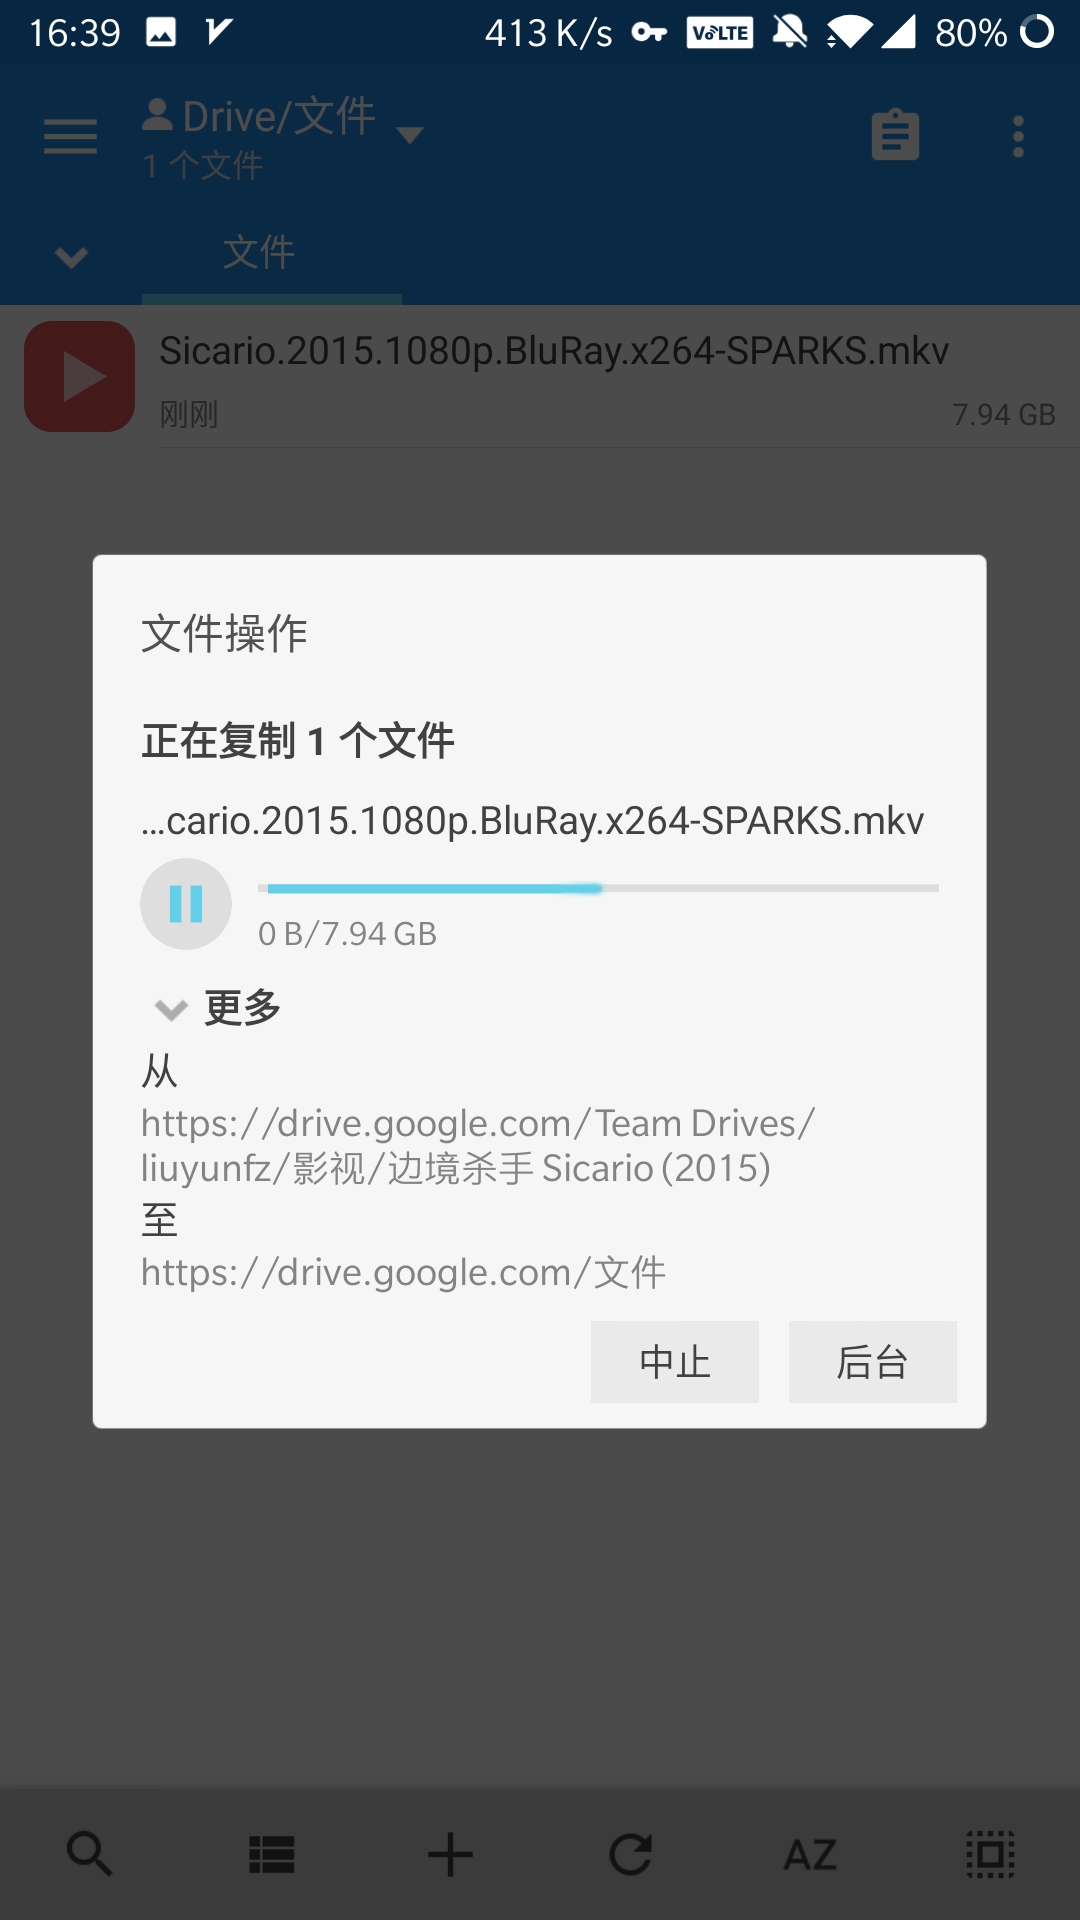 16:39
413 K/s
VoLTE
80%
Drive/文件
1 个文件
文件
Sicario.2015.1080p.BluRay.x264-SPARKS.mkv
刚刚
7.94 GB
文件操作
正在复制 1 个文件
...cario.2015.1080p.BluRay.x264-SPARKS.mkv
0 B/7.94 GB
更多
从
https://drive.google.com/Team Drives/
liuyunfz/影视/边境杀手 Sicario (2015)
至
https://drive.google.com/文件
中止
后台
AZ